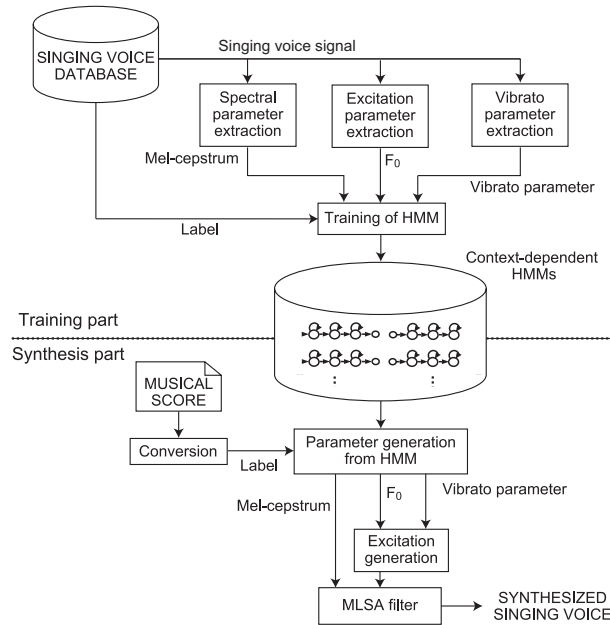 Singing voice signal
SINGING VOICE
DATABASE
Spectral
parameter
extraction
Excitation
parameter
extraction
Vibrato
parameter
extraction
Mel-cepstrum
F0
Vibrato parameter
Label
Training of HMM
Context-dependent
HMMs
Training part
Synthesis part
MUSICAL
SCORE
Conversion
Label
Parameter generation
from HMM
Mel-cepstrum
F0
Vibrato parameter
Excitation
generation
MLSA filter
SYNTHESIZED
SINGING VOICE